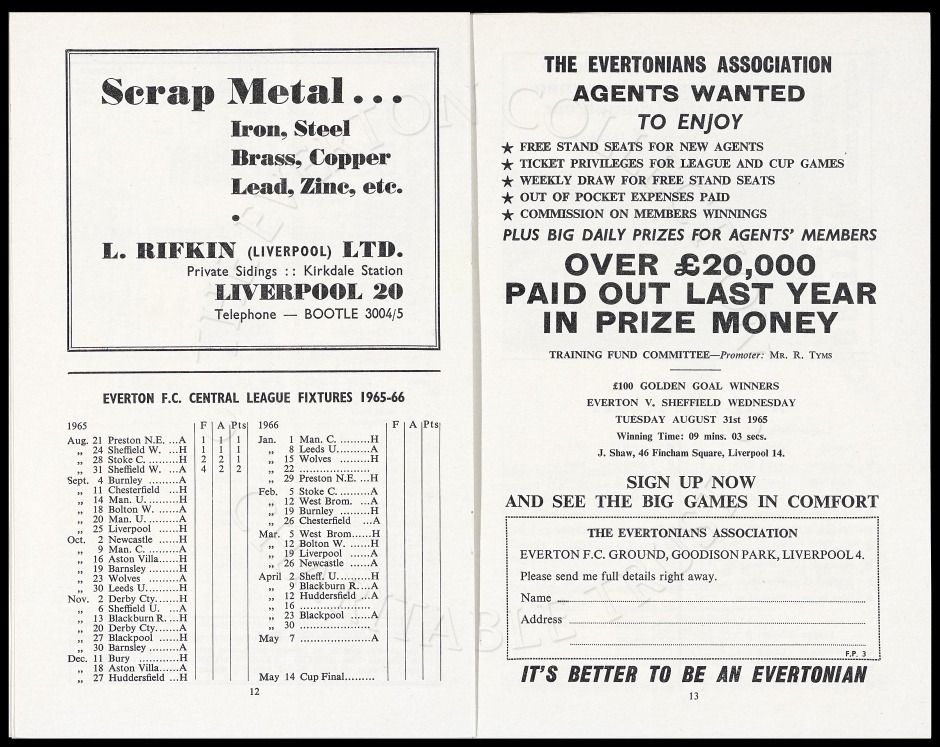 Scrap Metal...
Iron, Steel
Brass, Copper
Lead, Zinc, etc.
•
L. RIFKIN (LIVERPOOL) LTD.
Private Sidings :: Kirkdale Station
LIVERPOOL 20
Telephone — BOOTLE 3004/5
EVERTON F.C. CENTRAL LEAGUE FIXTURES 1965-66
1965 F A Pts
Aug. 21 Preston N.E. ...A 1 1 1
„ 24 Sheffield W. ...H 1 1 1
„ 28 Stoke C. .........H 2 2 1
„ 31 Sheffield W. ...A 4 2 2
Sept. 4 Burnley .........A
„ 11 Chesterfield ...H
„ 14 Man. U. .........H
„ 18 Bolton W. ......A
„ 20 Man. U. .........A
„ 25 Liverpool ......H
Oct. 2 Newcastle ......H
„ 9 Man. C. .........A
„ 16 Aston Villa......H
„ 19 Barnsley .........H
„ 23 Wolves .........A
„ 30 Leeds U..........H
Nov. 2 Derby Cty.......H
„ 6 Sheffield U. ...A
„ 13 Blackburn R. ...H
„ 20 Derby Cty.......A
„ 27 Blackpool ......H
„ 30 Barnsley .........A
Dec. 11 Bury ............H
„ 18 Aston Villa......A
„ 27 Huddersfield ...H
1966 F A Pts
Jan. 1 Man. C. .........H
„ 8 Leeds U. .........A
„ 15 Wolves .........H
„ 22 .....................
„ 29 Preston N.E. ...H
Feb. 5 Stoke C. .........A
„ 12 West Brom. ...A
„ 19 Burnley .........H
„ 26 Chesterfield ...A
Mar. 5 West Brom......H
„ 12 Bolton W. ......H
„ 19 Liverpool ......A
„ 26 Newcastle ......A
April 2 Sheff. U..........H
„ 9 Blackburn R....A
„ 12 Huddersfield ...A
„ 16 .....................
„ 23 Blackpool ......A
„ 30 .....................
May 7 .....................A
May 14 Cup Final.........
12
THE EVERTONIANS ASSOCIATION
AGENTS WANTED
TO ENJOY
★ FREE STAND SEATS FOR NEW AGENTS
★ TICKET PRIVILEGES FOR LEAGUE AND CUP GAMES
★ WEEKLY DRAW FOR FREE STAND SEATS
★ OUT OF POCKET EXPENSES PAID
★ COMMISSION ON MEMBERS WINNINGS
PLUS BIG DAILY PRIZES FOR AGENTS' MEMBERS
OVER £20,000
PAID OUT LAST YEAR
IN PRIZE MONEY
TRAINING FUND COMMITTEE—Promoter: MR. R. TYMS
£100 GOLDEN GOAL WINNERS
EVERTON V. SHEFFIELD WEDNESDAY
TUESDAY AUGUST 31st 1965
Winning Time: 09 mins. 03 secs.
J. Shaw, 46 Fincham Square, Liverpool 14.
SIGN UP NOW
AND SEE THE BIG GAMES IN COMFORT
THE EVERTONIANS ASSOCIATION
EVERTON F.C. GROUND, GOODISON PARK, LIVERPOOL 4.
Please send me full details right away.
Name
Address
F.P. 3
IT'S BETTER TO BE AN EVERTONIAN
13